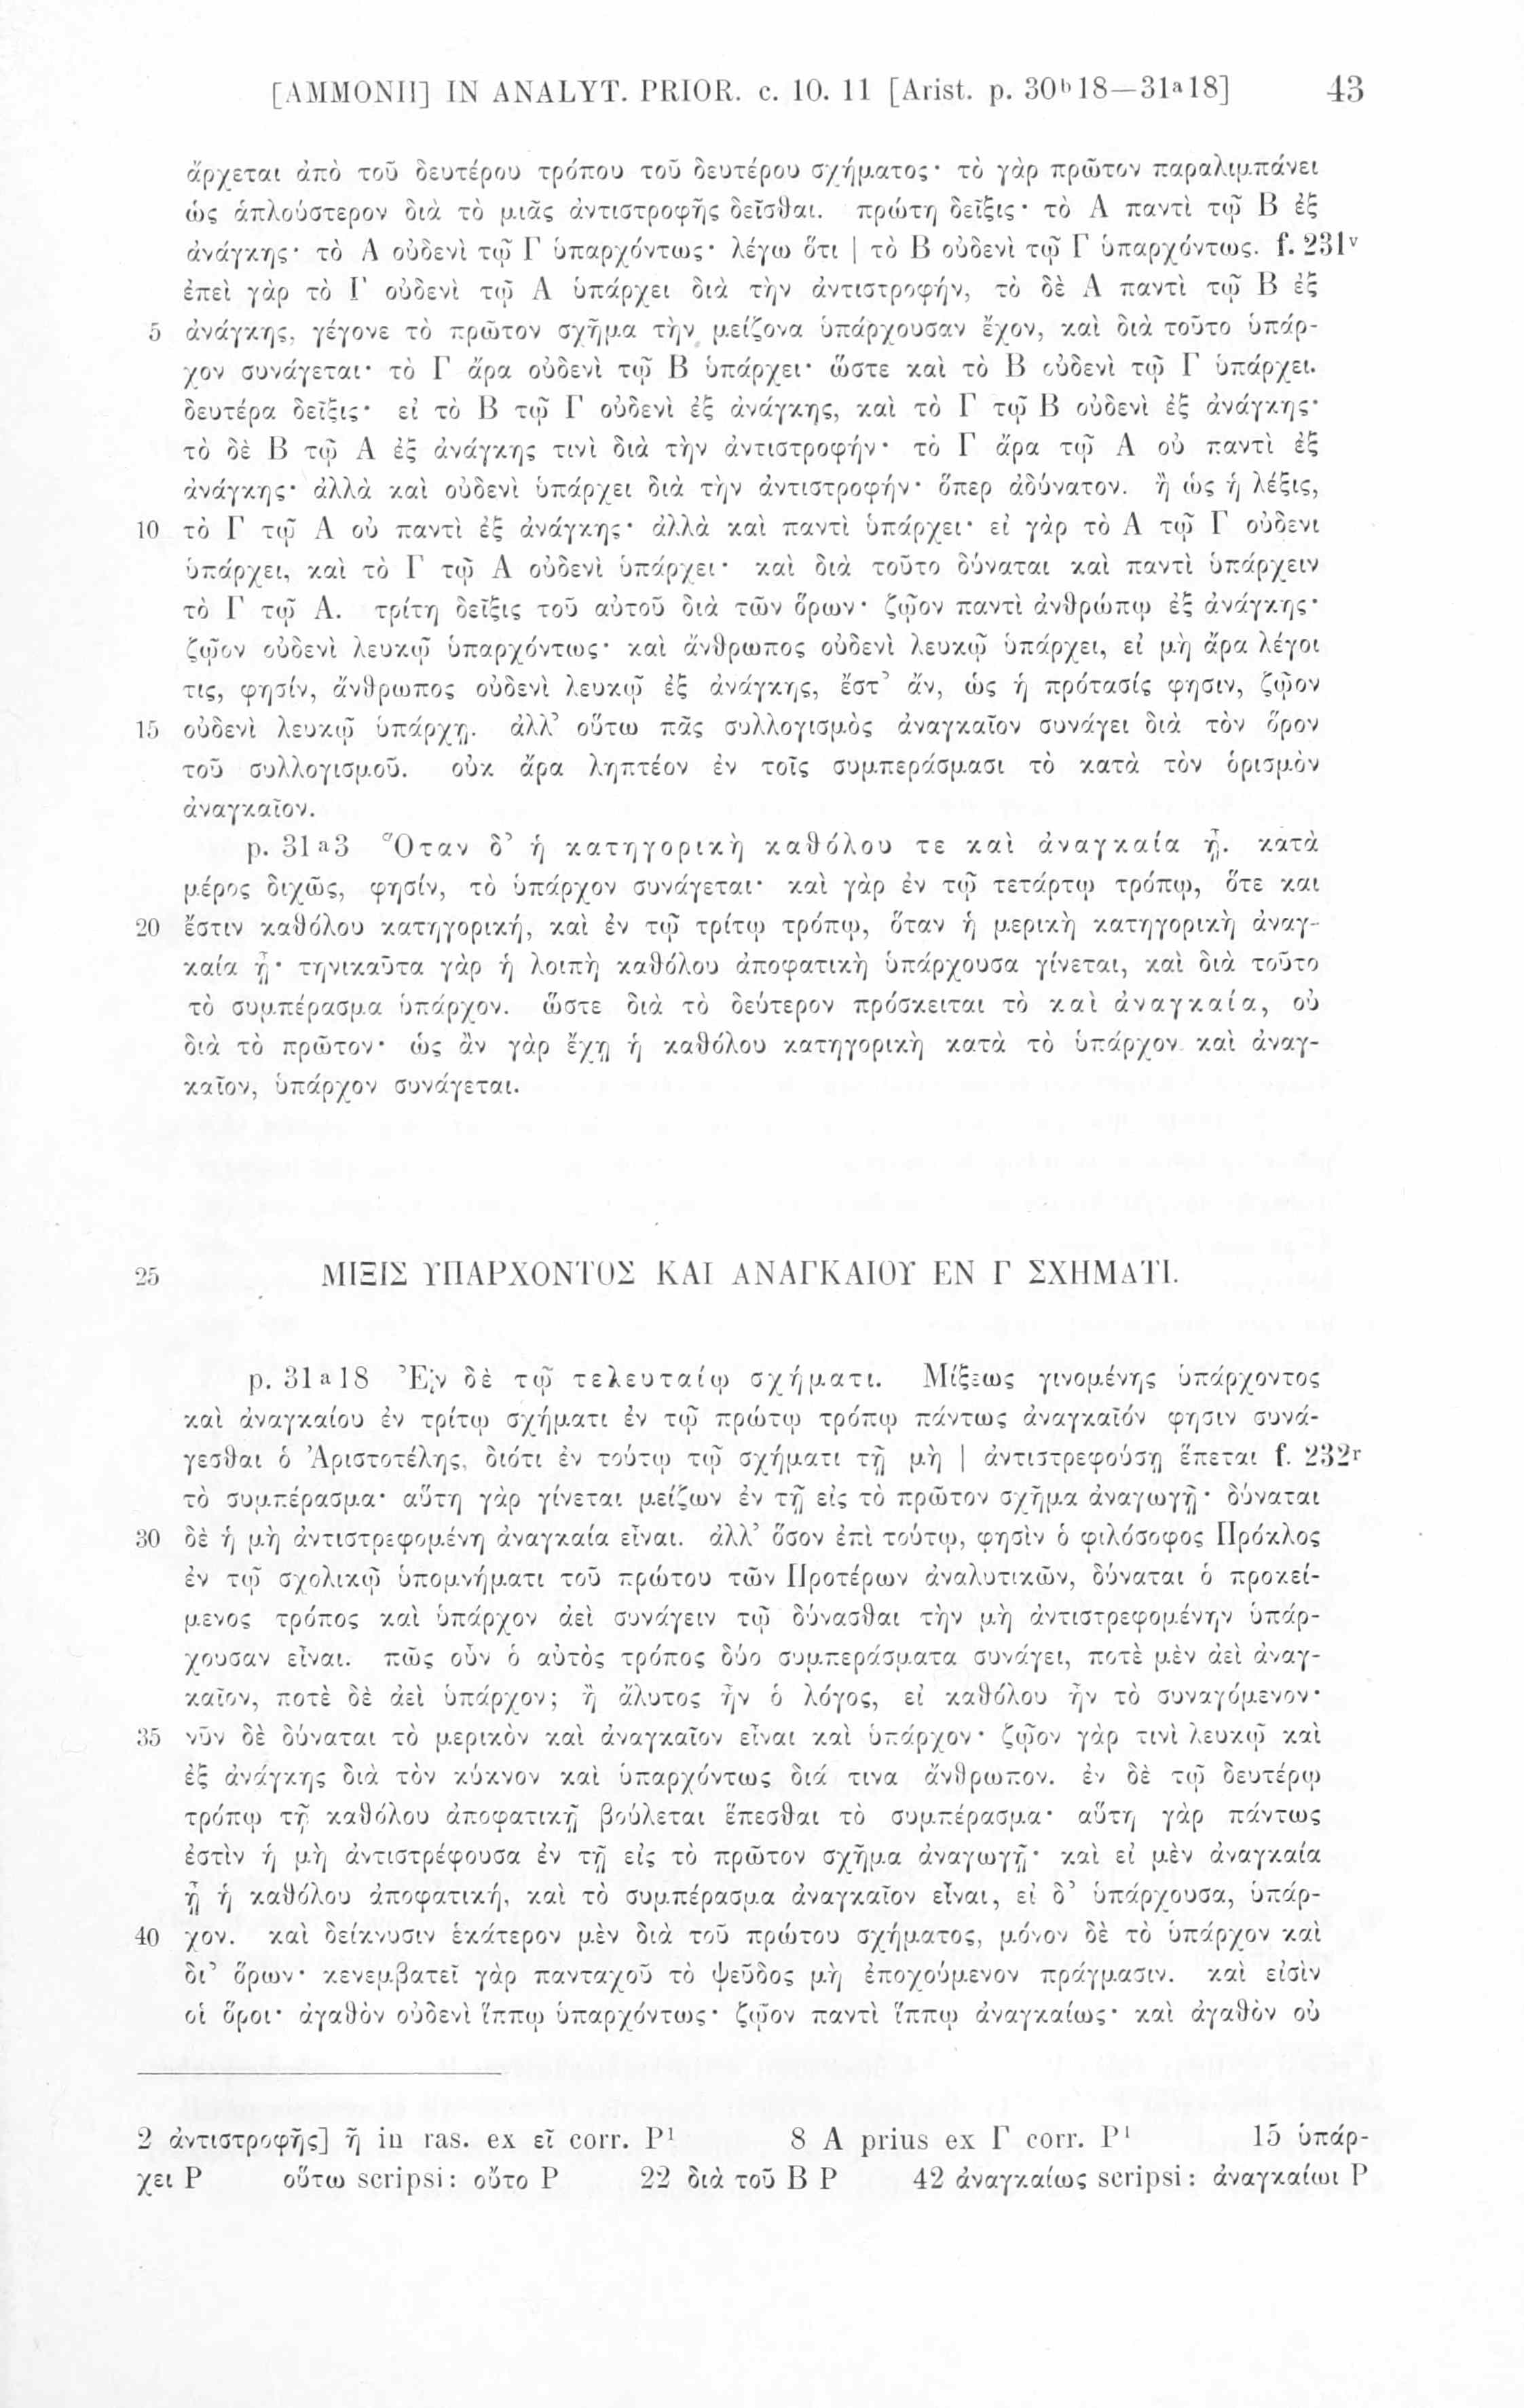 [AMMONII] IN ANALYT. PRIOR. c. 10. 11 [Arist. p. 30b18—31a18] 43
ἄρχεται ἀπὸ τοῦ δευτέρου τρόπου τοῦ δευτέρου σχήματος· τὸ γὰρ πρῶτον παραλιμπάνει
ὡς ἁπλούστερον διὰ τὸ μιᾶς ἀντιστροφῆς δεῖσθαι. πρώτη δεῖξις· τὸ Α παντὶ τῷ Β ἐξ
ἀνάγκης· τὸ Α οὐδενὶ τῷ Γ ὑπαρχόντως· λέγω ὅτι | τὸ Β οὐδενὶ τῷ Γ ὑπαρχόντως. f. 231v
ἐπεὶ γὰρ τὸ Γ οὐδενὶ τῷ Α ὑπάρχει διὰ τὴν ἀντιστροφήν, τὸ δὲ Α παντὶ τῷ Β ἐξ
5 ἀνάγκης, γέγονε τὸ πρῶτον σχῆμα τὴν μείζονα ὑπάρχουσαν ἔχον, καὶ διὰ τοῦτο ὑπάρ-
χον συνάγεται· τὸ Γ ἄρα οὐδενὶ τῷ Β ὑπάρχει· ὥστε καὶ τὸ Β οὐδενὶ τῷ Γ ὑπάρχει.
δευτέρα δεῖξις· εἰ τὸ Β τῷ Γ οὐδενὶ ἐξ ἀνάγκης, καὶ τὸ Γ τῷ Β οὐδενὶ ἐξ ἀνάγκης·
τὸ δὲ Β τῷ Α ἐξ ἀνάγκης τινὶ διὰ τὴν ἀντιστροφήν· τὸ Γ ἄρα τῷ Α οὐ παντὶ ἐξ
ἀνάγκης· ἀλλὰ καὶ οὐδενὶ ὑπάρχει διὰ τὴν ἀντιστροφήν· ὅπερ ἀδύνατον. ἢ ὡς ἡ λέξις,
10 τὸ Γ τῷ Α οὐ παντὶ ἐξ ἀνάγκης· ἀλλὰ καὶ παντὶ ὑπάρχει· εἰ γὰρ τὸ Α τῷ Γ οὐδενι
ὑπάρχει, καὶ τὸ Γ τῷ Α οὐδενὶ ὑπάρχει· καὶ διὰ τοῦτο δύναται καὶ παντὶ ὑπάρχειν
τὸ Γ τῷ Α. τρίτη δεῖξις τοῦ αὐτοῦ διὰ τῶν ὅρων· ζῷον παντὶ ἀνθρώπῳ ἐξ ἀνάγκης·
ζῷον οὐδενὶ λευκῷ ὑπαρχόντως· καὶ ἄνθρωπος οὐδενὶ λευκῷ ὑπάρχει, εἰ μὴ ἄρα λέγοι
τις, φησίν, ἄνθρωπος οὐδενὶ λευκῷ ἐξ ἀνάγκης, ἔστ’ ἄν, ὡς ἡ πρότασίς φησιν, ζῷον
15 οὐδενὶ λευκῷ ὑπάρχῃ. ἀλλ’ οὕτω πᾶς συλλογισμὸς ἀναγκαῖον συνάγει διὰ τὸν ὅρον
τοῦ συλλογισμοῦ. οὐκ ἄρα ληπτέον ἐν τοῖς συμπεράσμασι τὸ κατὰ τὸν ὁρισμὸν
ἀναγκαῖον.
p. 31a3 Ὅταν δ’ ἡ κατηγορικὴ καθόλου τε καὶ ἀναγκαία ᾖ. κατὰ
μέρος διχῶς, φησίν, τὸ ὑπάρχον συνάγεται· καὶ γὰρ ἐν τῷ τετάρτῳ τρόπῳ, ὅτε και
20 ἔστιν καθόλου κατηγορική, καὶ ἐν τῷ τρίτῳ τρόπῳ, ὅταν ἡ μερικὴ κατηγορικὴ ἀναγ-
καία ᾖ· τηνικαῦτα γὰρ ἡ λοιπὴ καθόλου ἀποφατικὴ ὑπάρχουσα γίνεται, καὶ διὰ τοῦτο
τὸ συμπέρασμα ὑπάρχον. ὥστε διὰ τὸ δεύτερον πρόσκειται τὸ καὶ ἀναγκαία, οὐ
διὰ τὸ πρῶτον· ὡς ἂν γὰρ ἔχῃ ἡ καθόλου κατηγορικὴ κατὰ τὸ ὑπάρχον καὶ ἀναγ-
καῖον, ὑπάρχον συνάγεται.
25 ΜΙΞΙΣ ΥΠΑΡΧΟΝΤΟΣ ΚΑΙ ΑΝΑΓΚΑΙΟΥ ΕΝ Γ ΣΧΗΜΑΤΙ.
p. 31a18 Ἐν δὲ τῷ τελευταίῳ σχήματι. Μίξεως γινομένης ὑπάρχοντος
καὶ ἀναγκαίου ἐν τρίτῳ σχήματι ἐν τῷ πρώτῳ τρόπῳ πάντως ἀναγκαῖόν φησιν συνά-
γεσθαι ὁ Ἀριστοτέλης, διότι ἐν τούτῳ τῷ σχήματι τῇ μὴ | ἀντιστρεφούσῃ ἕπεται f. 232r
τὸ συμπέρασμα· αὕτη γὰρ γίνεται μείζων ἐν τῇ εἰς τὸ πρῶτον σχῆμα ἀναγωγῇ· δύναται
30 δὲ ἡ μὴ ἀντιστρεφομένη ἀναγκαία εἶναι. ἀλλ’ ὅσον ἐπὶ τούτῳ, φησὶν ὁ φιλόσοφος Πρόκλος
ἐν τῷ σχολικῷ ὑπομνήματι τοῦ πρώτου τῶν Προτέρων ἀναλυτικῶν, δύναται ὁ προκεί-
μενος τρόπος καὶ ὑπάρχον ἀεὶ συνάγειν τῷ δύνασθαι τὴν μὴ ἀντιστρεφομένην ὑπάρ-
χουσαν εἶναι. πῶς οὖν ὁ αὐτὸς τρόπος δύο συμπεράσματα συνάγει, ποτὲ μὲν ἀεὶ ἀναγ-
καῖον, ποτὲ δὲ ἀεὶ ὑπάρχον; ἢ ἄλυτος ἦν ὁ λόγος, εἰ καθόλου ἦν τὸ συναγόμενον·
35 νῦν δὲ δύναται τὸ μερικὸν καὶ ἀναγκαῖον εἶναι καὶ ὑπάρχον· ζῷον γὰρ τινὶ λευκῷ καὶ
ἐξ ἀνάγκης διὰ τὸν κύκνον καὶ ὑπαρχόντως διά τινα ἄνθρωπον. ἐν δὲ τῷ δευτέρῳ
τρόπῳ τῇ καθόλου ἀποφατικῇ βούλεται ἕπεσθαι τὸ συμπέρασμα· αὕτη γὰρ πάντως
ἐστὶν ἡ μὴ ἀντιστρέφουσα ἐν τῇ εἰς τὸ πρῶτον σχῆμα ἀναγωγῇ· καὶ εἰ μὲν ἀναγκαία
ᾖ ἡ καθόλου ἀποφατική, καὶ τὸ συμπέρασμα ἀναγκαῖον εἶναι, εἰ δ’ ὑπάρχουσα, ὑπάρ-
40 χον. καὶ δείκνυσιν ἑκάτερον μὲν διὰ τοῦ πρώτου σχήματος, μόνον δὲ τὸ ὑπάρχον καὶ
δι’ ὅρων· κενεμβατεῖ γὰρ πανταχοῦ τὸ ψεῦδος μὴ ἐποχούμενον πράγμασιν. καὶ εἰσὶν
οἱ ὅροι· ἀγαθὸν οὐδενὶ ἵππῳ ὑπαρχόντως· ζῷον παντὶ ἵππῳ ἀναγκαίως· καὶ ἀγαθὸν οὐ
2 ἀντιστροφῆς] ῆ in ras. ex εῖ corr. P1 8 Α prius ex Γ corr. P1 15 ὑπάρ-
χει P οὕτω scripsi: οὔτο P 22 διὰ τοῦ Β P 42 ἀναγκαίως scripsi: ἀναγκαίωι P